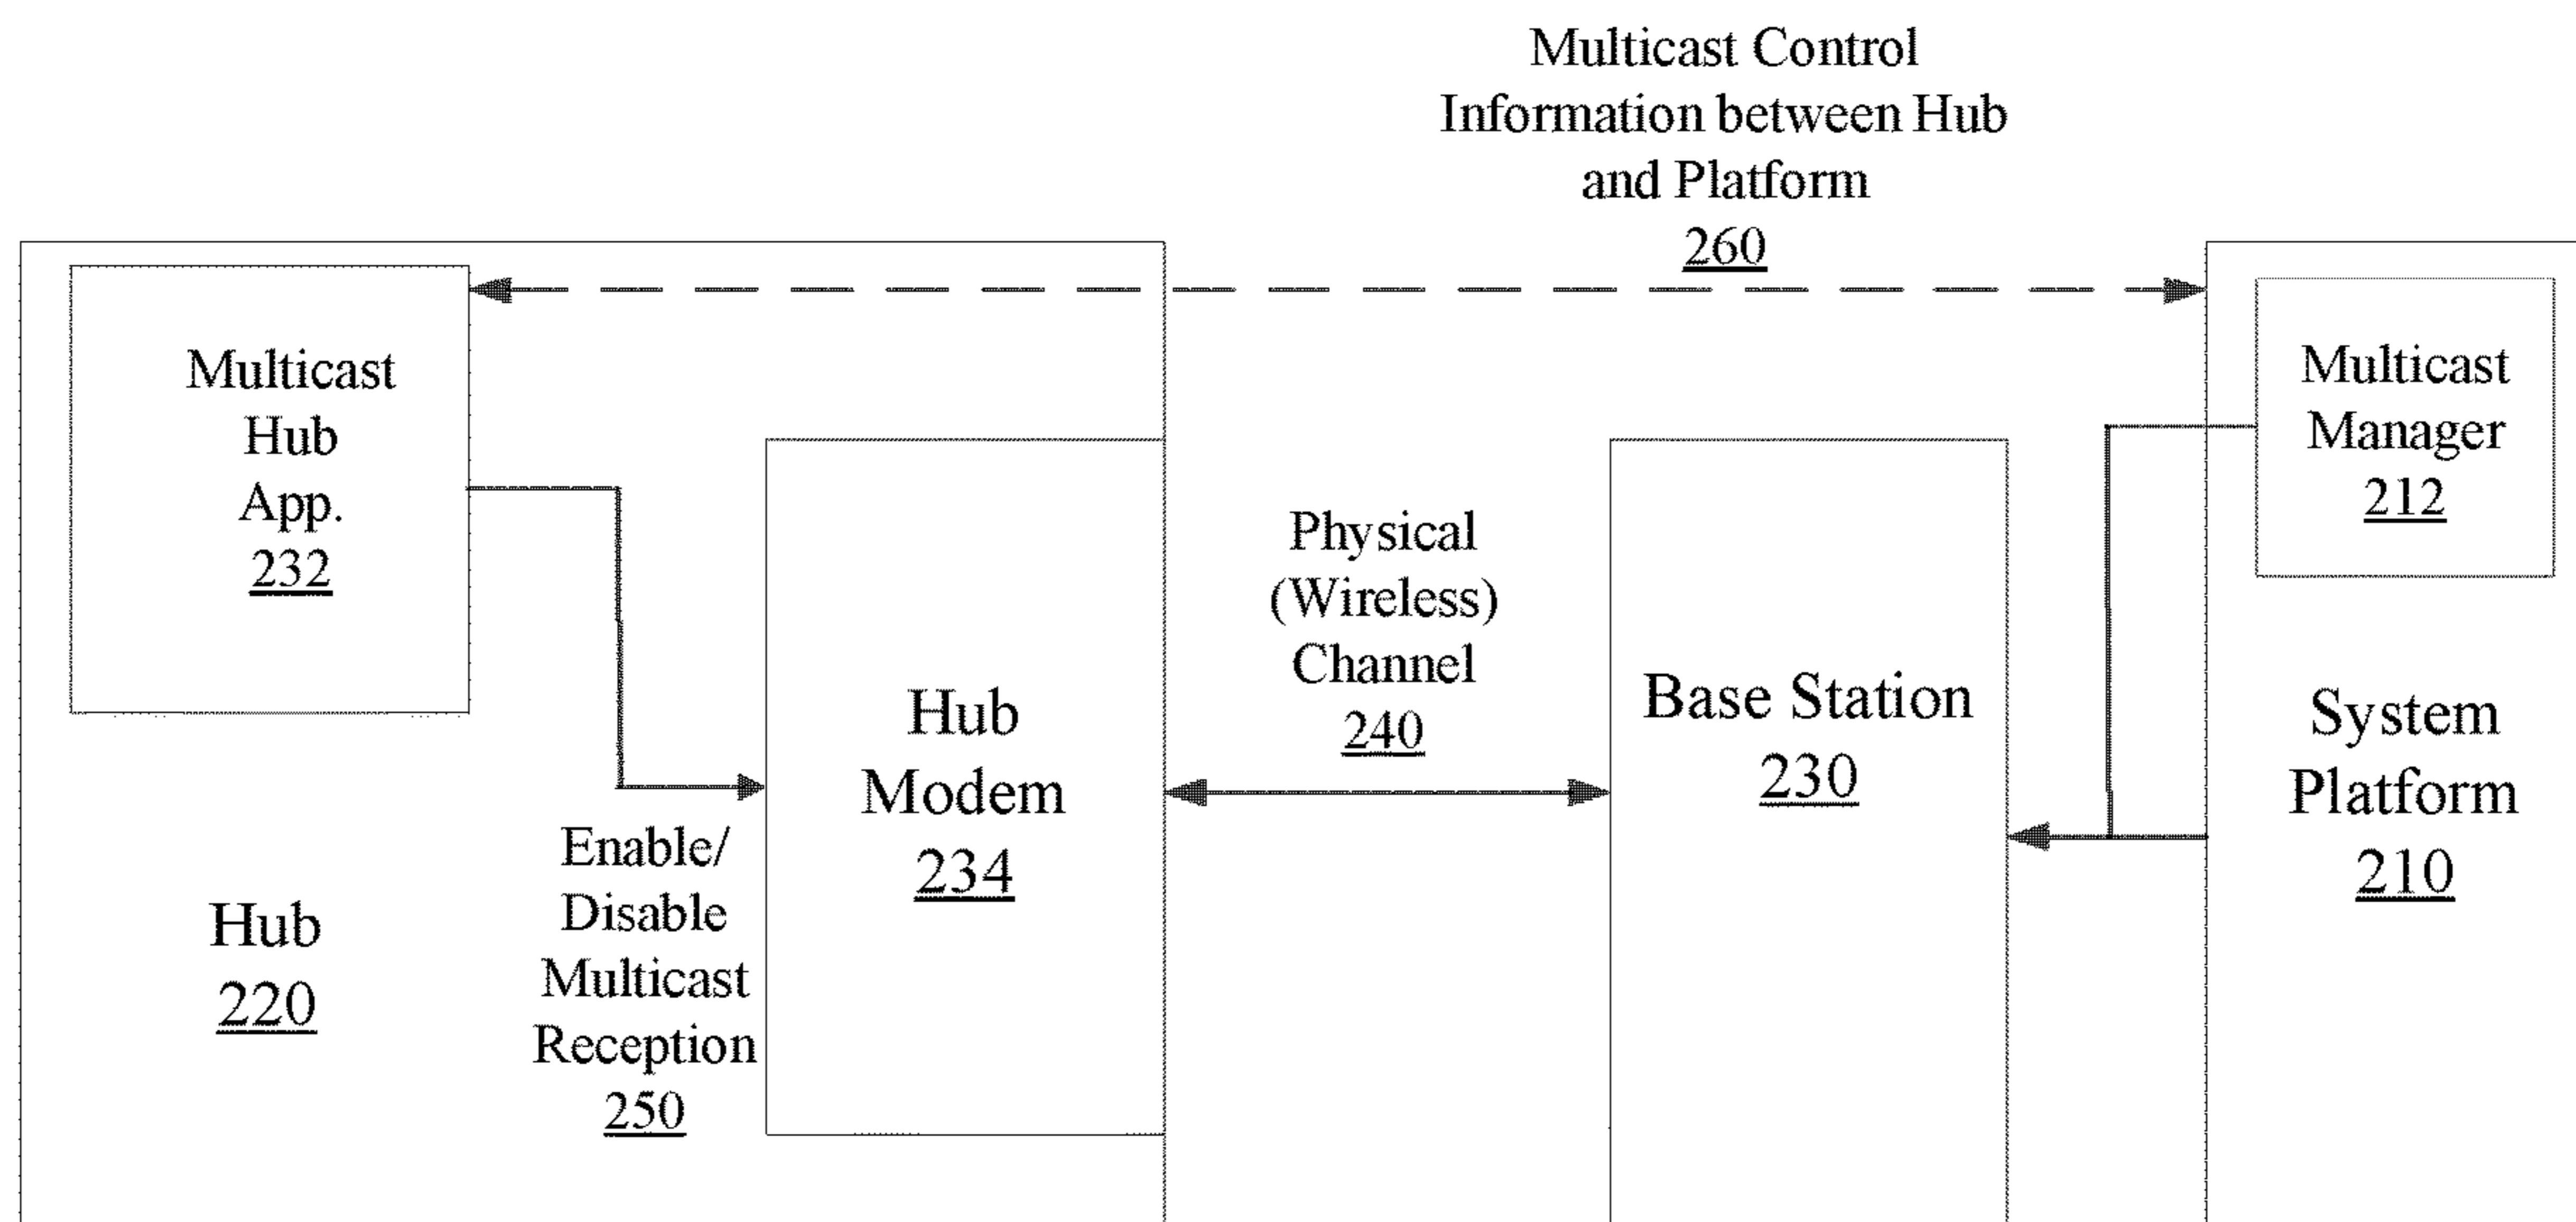 Multicast Control
Information between Hub
and Platform
260
Multicast
Hub
App.
232
Hub
220
Enable/
Disable
Multicast
Reception
250
Hub
Modem
234
Physical
(Wireless)
Channel
240
Base Station
230
Multicast
Manager
212
System
Platform
210